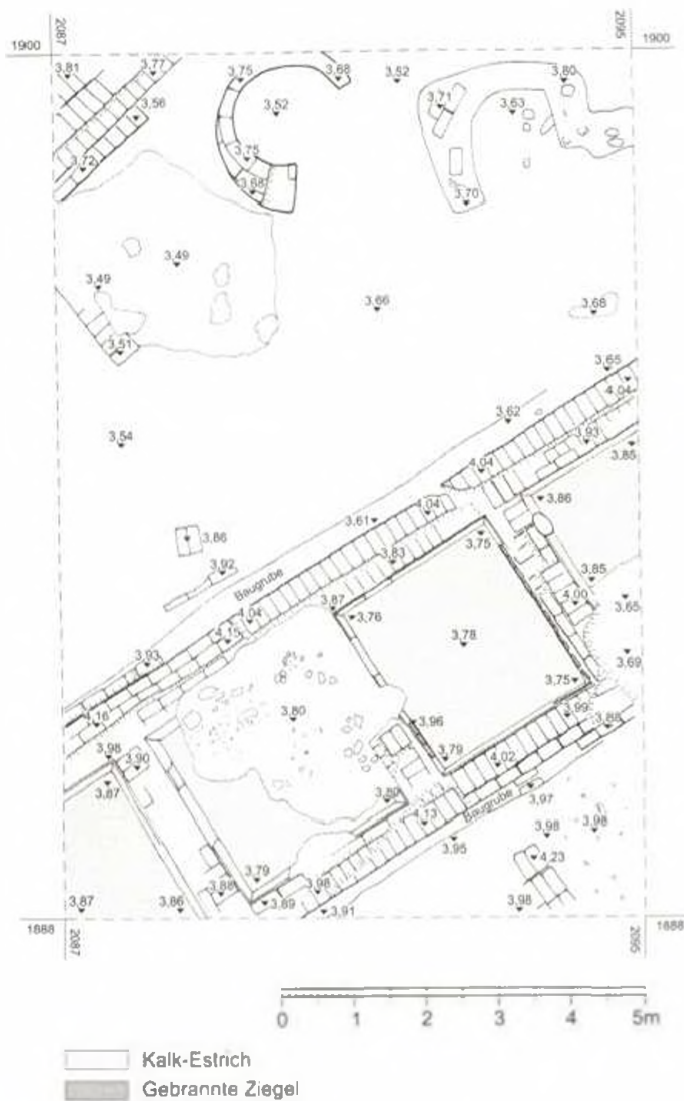 2087 2095
1900 1900
3,81 3,77 3,75 3,68 3,52 3,80
3,56 3,52 3,71 3,63
3,72 3,75
3,68 3,70
3,49
3,49
3,66 3,68
3,51
3,65
4,04
3,62
3,54 3,93 3,85
4,04
3,86
4,04
3,61
3,86 3,75
3,83
3,92
Baugrube
3,87 3,76 3,85
4,00 3,65
4,04
4,15 3,78
3,93 3,69
3,75
3,80
4,16 3,96 3,99 3,88
3,98
3,90 3,79 4,02
3,87
3,80 Baugrube 3,97
4,13
3,95 3,98 3,98
4,23
3,79
3,88 3,98
3,87 3,86 3,89 3,91 3,98
1888 1888
2087 2095
0 1 2 3 4 5m
Kalk-Estrich
Gebrannte Ziegel